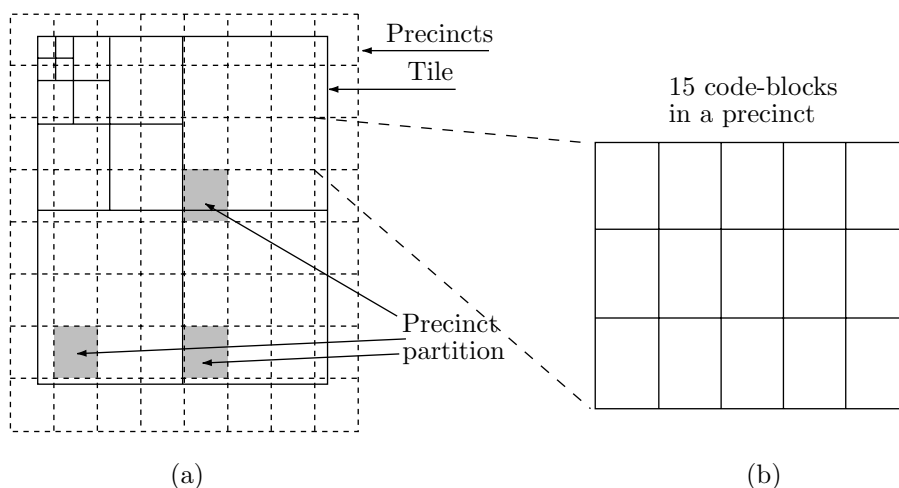 Precincts
Tile
15 code-blocks
in a precinct
Precinct
partition
(a)
(b)